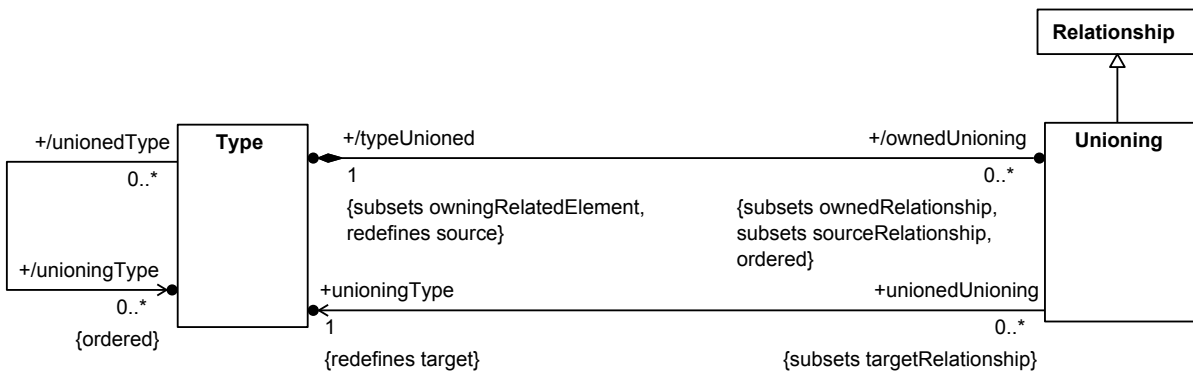 Relationship
+/unionedType
Type
+/typeUnioned
+/ownedUnioning
Unioning
0..*
1
0..*
{subsets owningRelatedElement,
redefines source}
{subsets ownedRelationship,
subsets sourceRelationship,
ordered}
+/unioningType
+unioningType
+unionedUnioning
0..*
1
0..*
{ordered}
{redefines target}
{subsets targetRelationship}